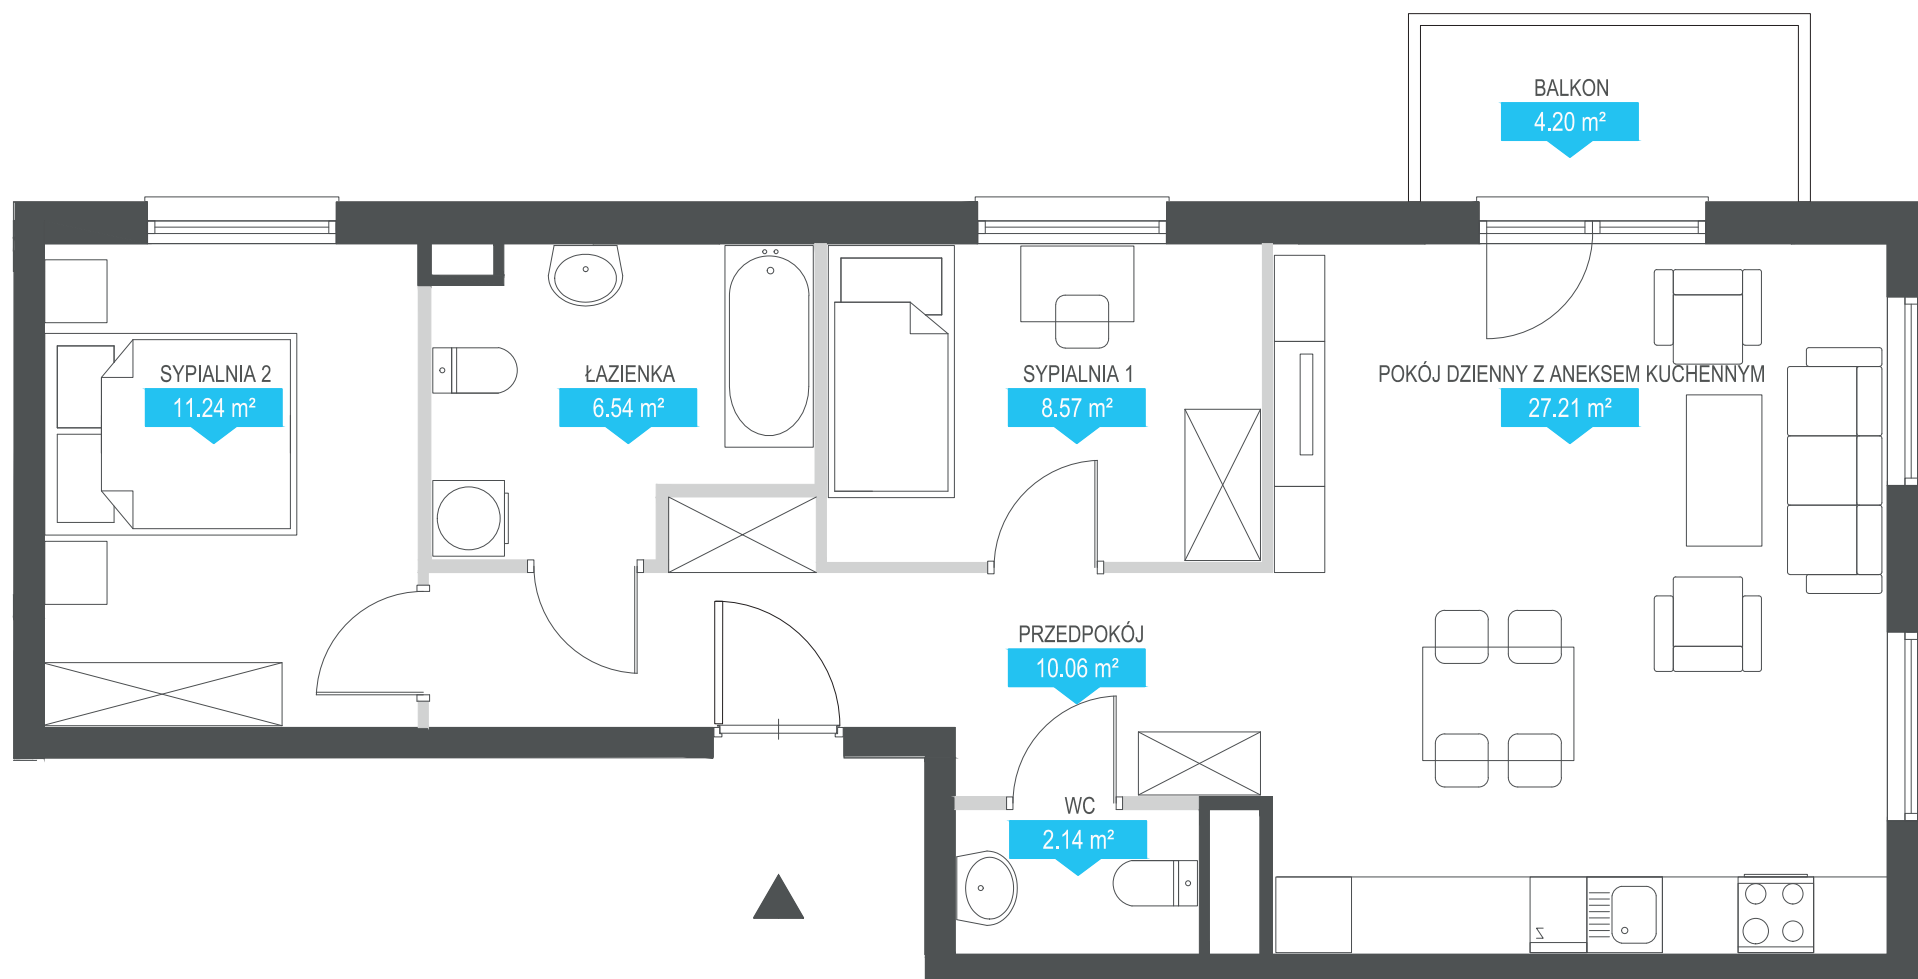 BALKON
4.20 m²
SYPIALNIA 2
11.24 m²
ŁAZIENKA
6.54 m²
SYPIALNIA 1
8.57 m²
POKÓJ DZIENNY Z ANEKSEM KUCHENNYM
27.21 m²
PRZEDPOKÓJ
10.06 m²
WC
2.14 m²
Z